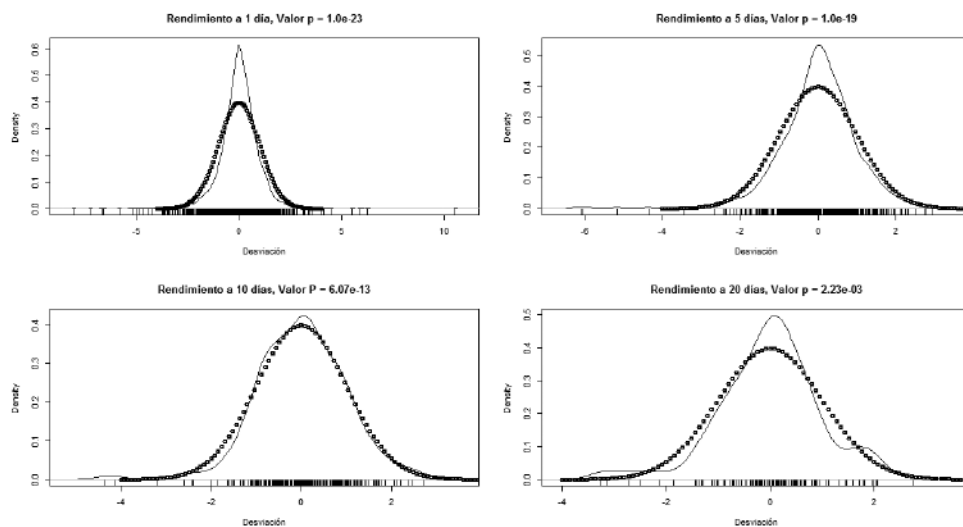 Rendimiento a 1 día, Valor p = 1.0e-23
Density
0.0 0.1 0.2 0.3 0.4 0.5 0.6
-5 0 5 10
Desviación
Rendimiento a 5 días, Valor p = 1.0e-19
Density
0.0 0.1 0.2 0.3 0.4 0.5
-6 -4 -2 0 2
Desviación
Rendimiento a 10 días, Valor P = 6.07e-13
Density
0.0 0.1 0.2 0.3 0.4
-4 -2 0 2
Desviación
Rendimiento a 20 días, Valor p = 2.23e-03
Density
0.0 0.1 0.2 0.3 0.4 0.5
-4 -3 -2 -1 0 1 2 3
Desviación